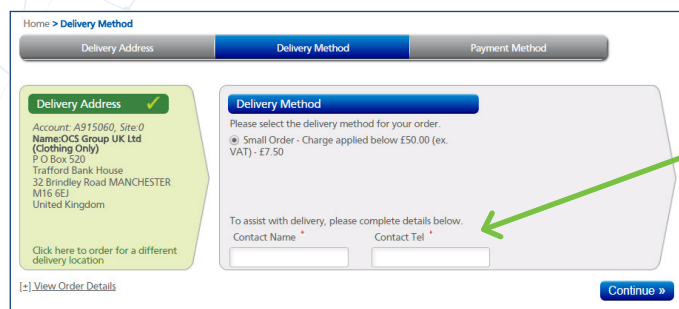 Home > Delivery Method
Delivery Address
Delivery Method
Payment Method
Delivery Address
Account: A915060, Site:0
Name:OCS Group UK Ltd
(Clothing Only)
P O Box 520
Trafford Bank House
32 Brindley Road MANCHESTER
M16 6EJ
United Kingdom
Click here to order for a different
delivery location
Delivery Method
Please select the delivery method for your order.
Small Order - Charge applied below £50.00 (ex.
VAT) - £7.50
To assist with delivery, please complete details below.
Contact Name * Contact Tel *
[+] View Order Details
Continue »